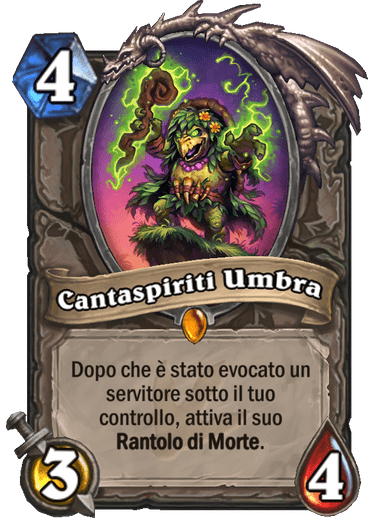 4
Cantaspiriti Umbra
Dopo che è stato evocato un
servitore sotto il tuo
controllo, attiva il suo
Rantolo di Morte.
3
4